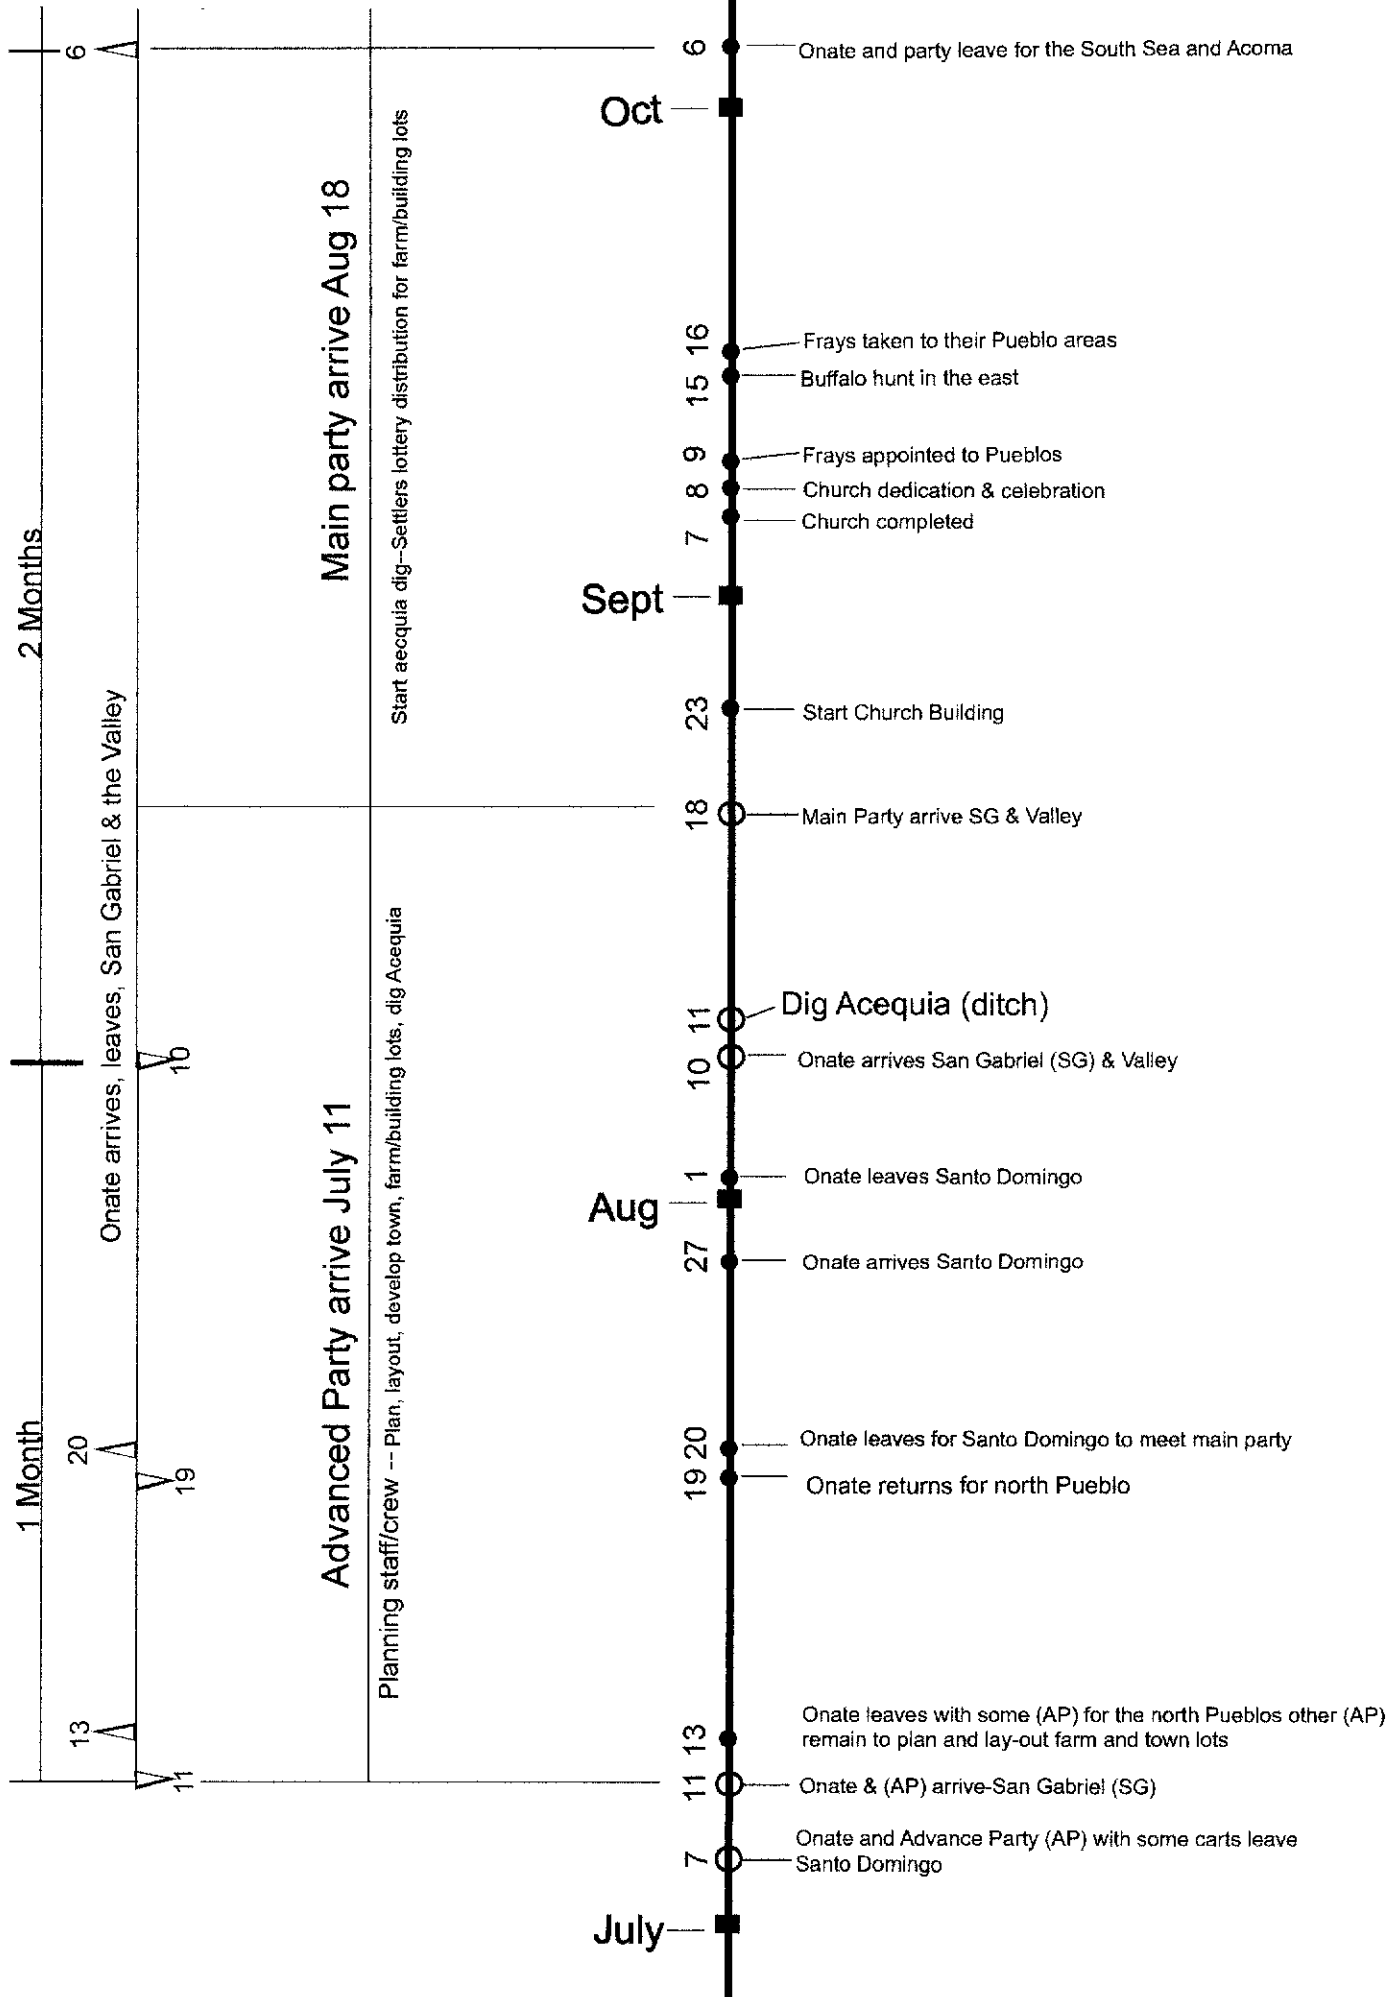 6
6
Onate and party leave for the South Sea and Acoma
Oct
16
Frays taken to their Pueblo areas
15
Buffalo hunt in the east
9
Frays appointed to Pueblos
8
Church dedication & celebration
7
Church completed
Sept
23
Start Church Building
18
Main Party arrive SG & Valley
11
Dig Acequia (ditch)
10
Onate arrives San Gabriel (SG) & Valley
1
Onate leaves Santo Domingo
Aug
27
Onate arrives Santo Domingo
20
Onate leaves for Santo Domingo to meet main party
19
Onate returns for north Pueblo
13
Onate leaves with some (AP) for the north Pueblos other (AP)
remain to plan and lay-out farm and town lots
11
Onate & (AP) arrive-San Gabriel (SG)
7
Onate and Advance Party (AP) with some carts leave
Santo Domingo
July
1 Month
2 Months
13
20
Onate arrives, leaves, San Gabriel & the Valley
11
19
10
Advanced Party arrive July 11
Planning staff/crew -- Plan, layout, develop town, farm/building lots, dig Acequia
Main party arrive Aug 18
Start aecquia dig--Settlers lottery distribution for farm/building lots